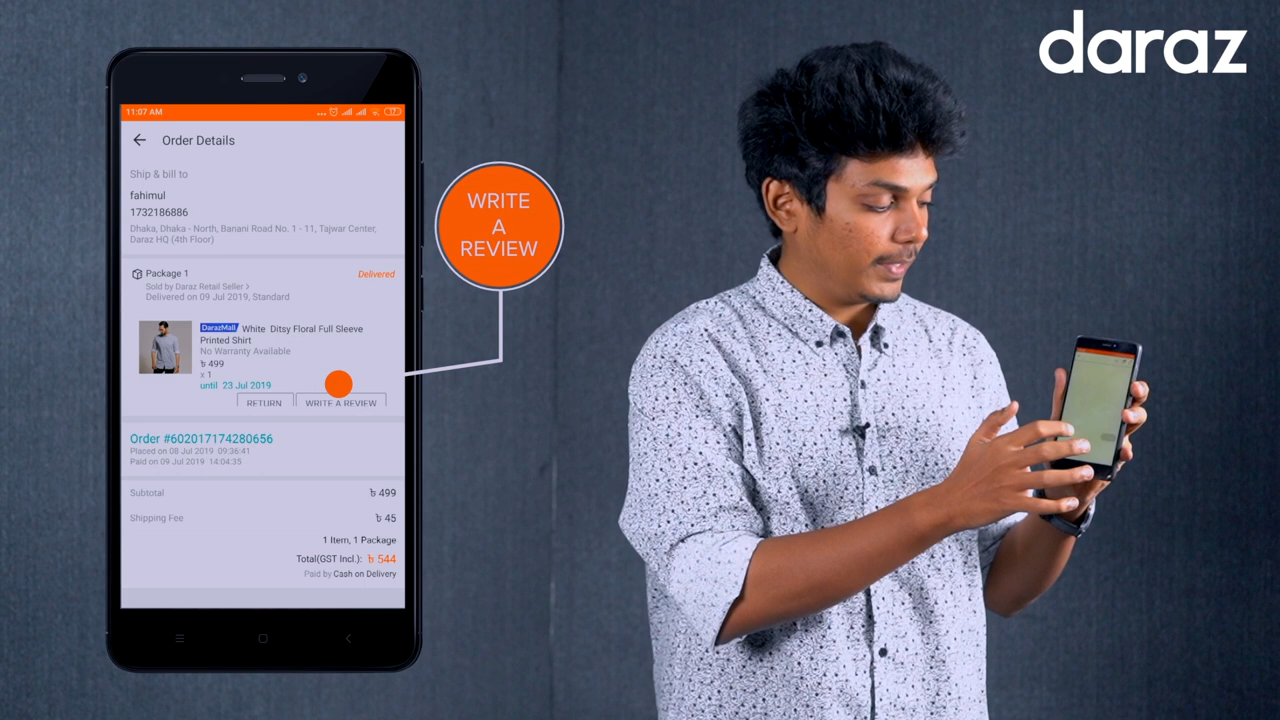 daraz
11:07 AM
17
Order Details
Ship & bill to
fahimul
1732186886
Dhaka, Dhaka - North, Banani Road No. 1 - 11, Tajwar Center,
Daraz HQ (4th Floor)
Package 1 Delivered
Sold by Daraz Retail Seller >
Delivered on 09 Jul 2019, Standard
DarazMall White Ditsy Floral Full Sleeve
Printed Shirt
No Warranty Available
৳ 499
x 1
until 23 Jul 2019
RETURN WRITE A REVIEW
Order #602017174280656
Placed on 08 Jul 2019 09:36:41
Paid on 09 Jul 2019 14:04:35
Subtotal ৳ 499
Shipping Fee ৳ 45
1 Item, 1 Package
Total(GST Incl.): ৳ 544
Paid by Cash on Delivery
WRITE
A
REVIEW